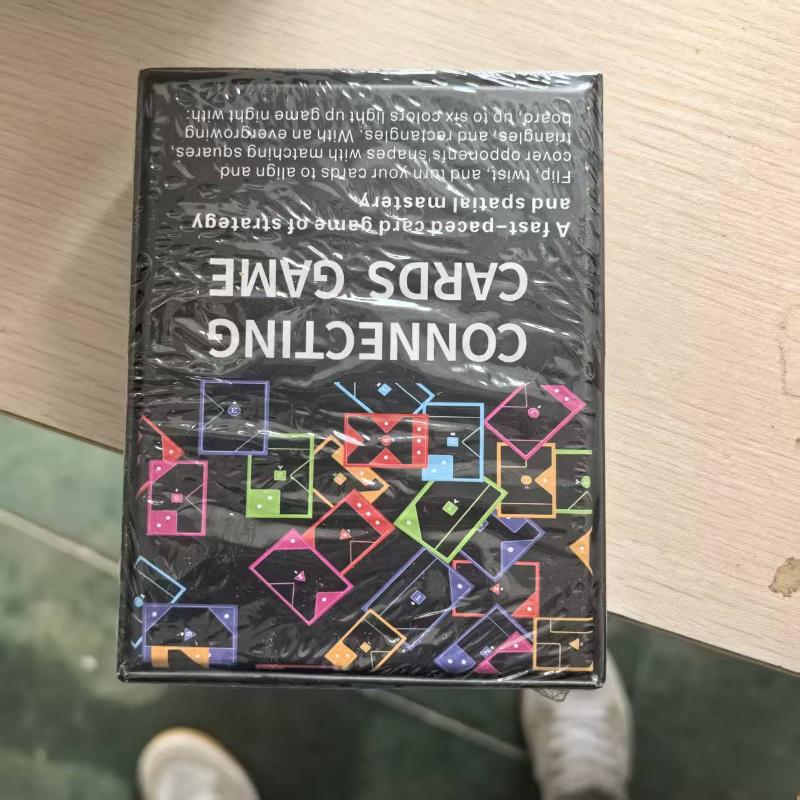 CONNECTING
CARDS GAME
A fast-paced card game of strategy
and spatial mastery
Flip, twist, and turn your cards to align and
cover opponent's shapes with matching squares,
triangles, and rectangles. With an evergrowing
board, up to six colors light up game night with: